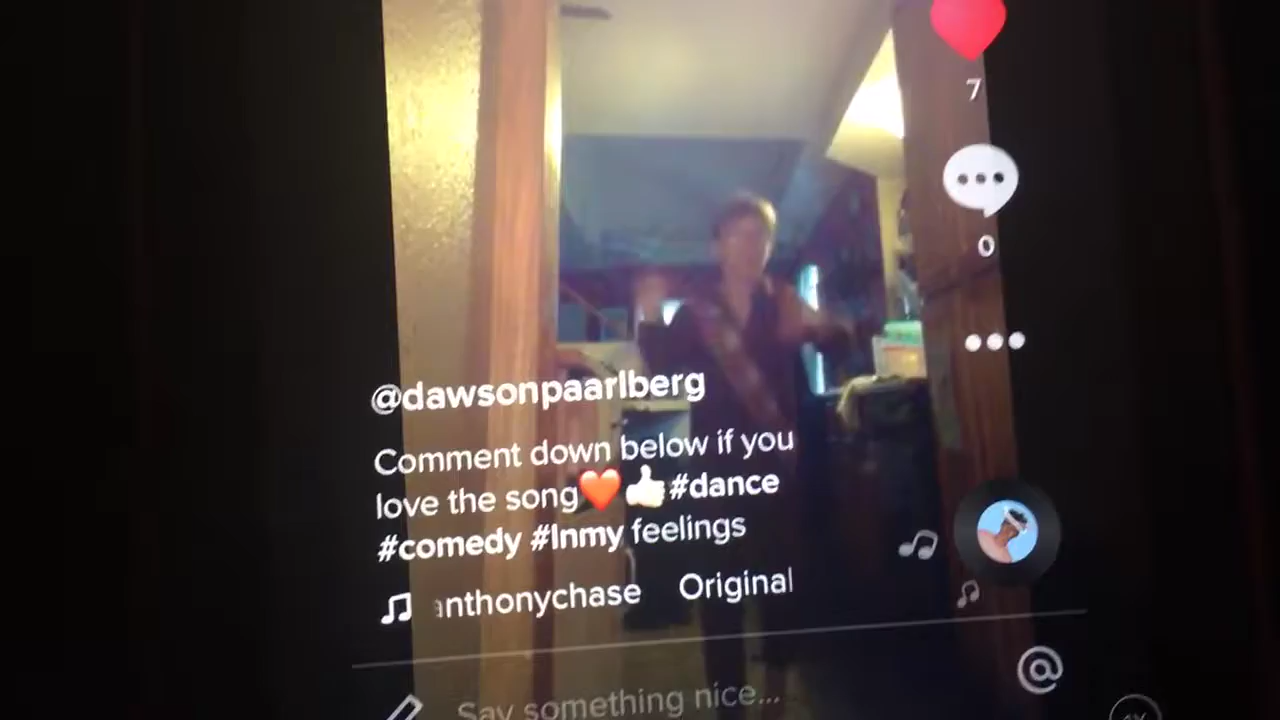 7
0
@dawsonpaarlberg
Comment down below if you
love the song❤️👍#dance
#comedy #Inmy feelings
anthonychase Original
Say something nice...